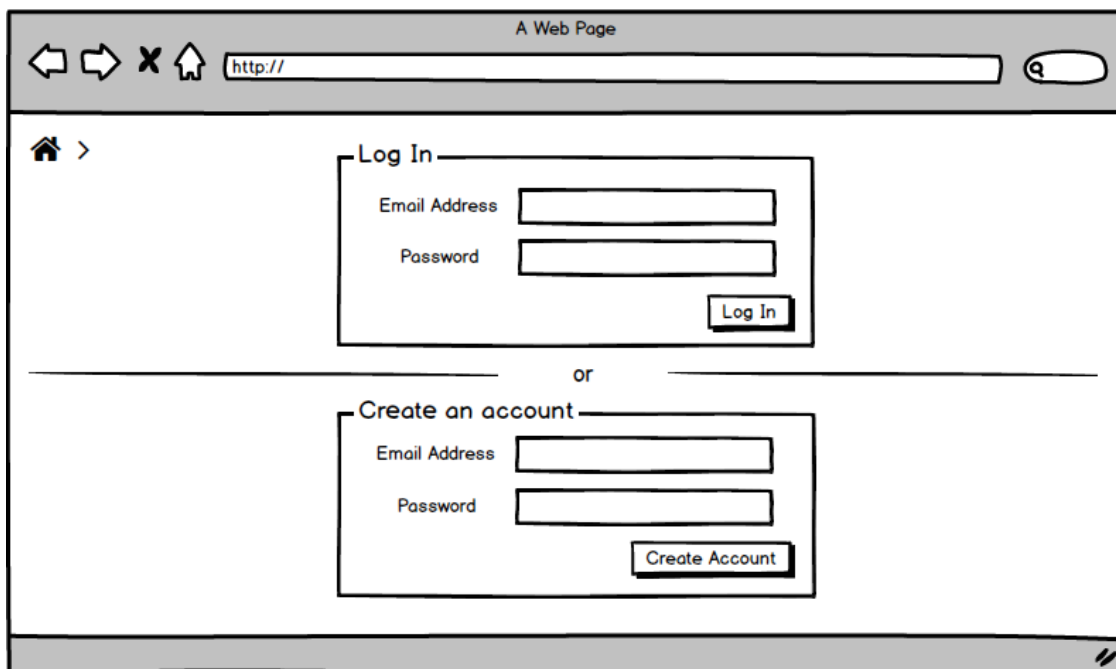 A Web Page
http://
>
Log In
Email Address
Password
Log In
or
Create an account
Email Address
Password
Create Account